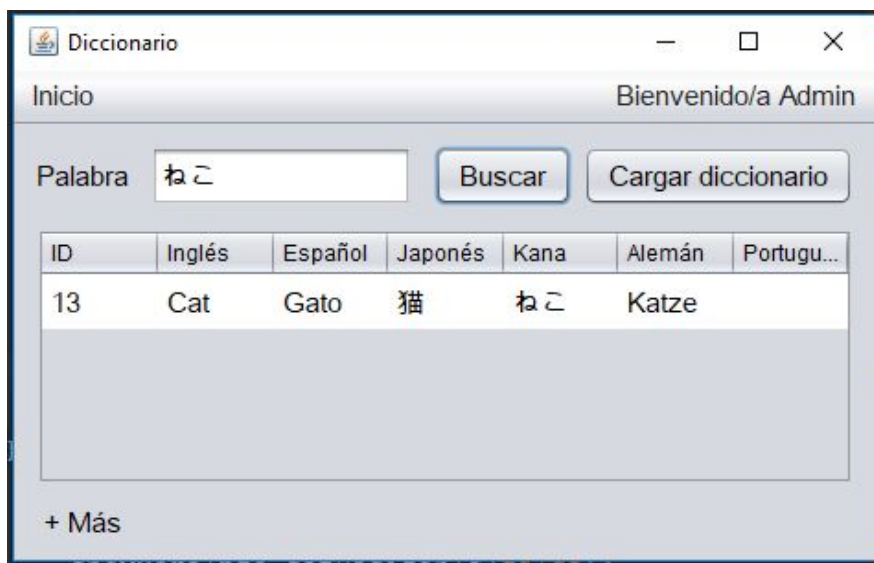 Diccionario
Inicio Bienvenido/a Admin
Palabra ねこ Buscar Cargar diccionario
ID Inglés Español Japonés Kana Alemán Portugu...
13 Cat Gato 猫 ねこ Katze
+ Más